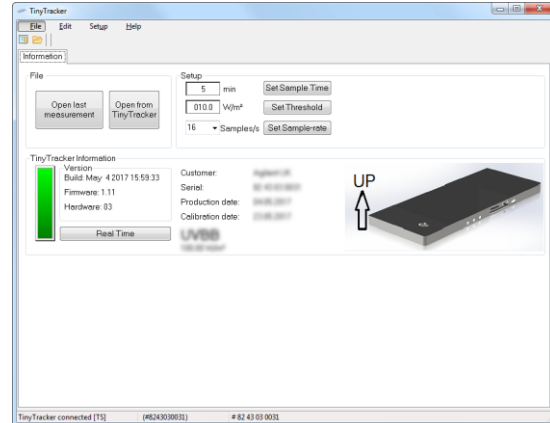 TinyTracker
File Edit Setup Help
Information
File
Open last
measurement
Open from
TinyTracker
Setup
5 min Set Sample Time
010.0 W/m² Set Threshold
16 Samples/s Set Sample-rate
TinyTracker Information
Version
Build: May 4 2017 15:59:33
Firmware: 1.11
Hardware: 03
Real Time
Customer:
Serial:
Production date:
Calibration date:
UVBB
UP
TinyTracker connected [TS] (#8243030031) # 82 43 03 0031